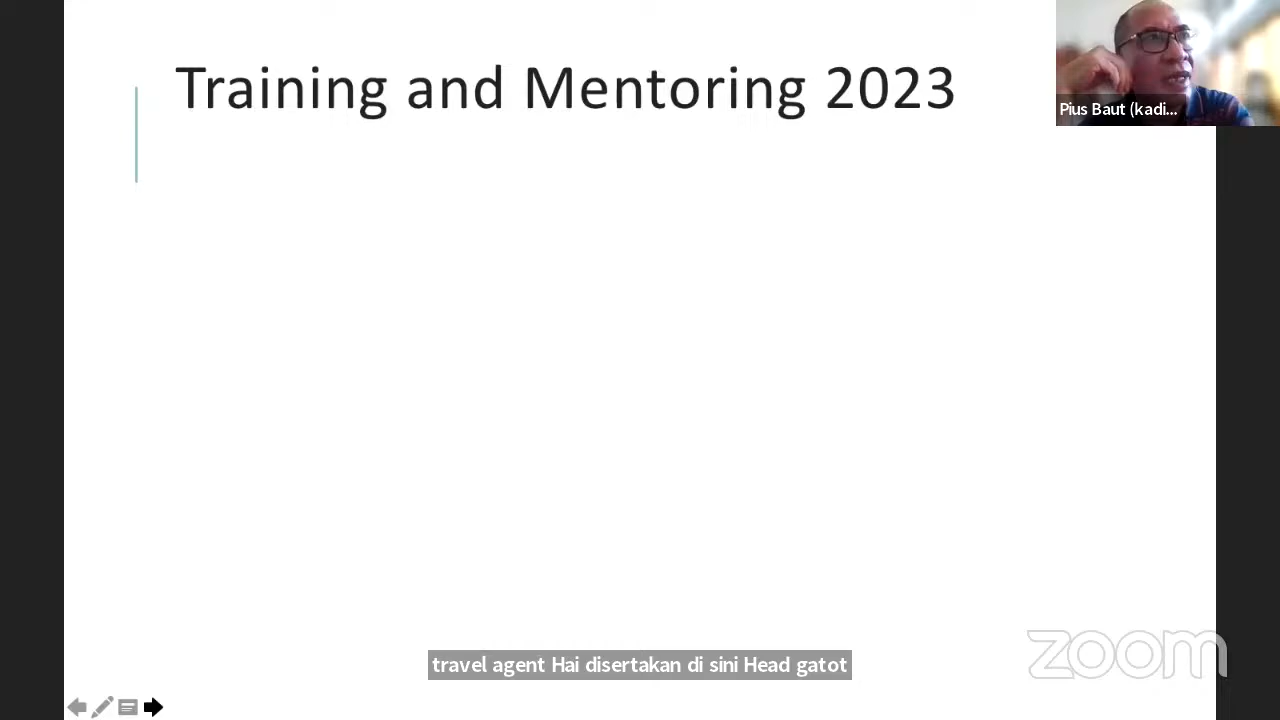 Training and Mentoring 2023
Pius Baut (kadi...
travel agent Hai disertakan di sini Head gatot
zoom